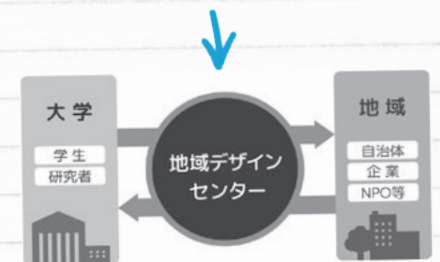 大学
学生
研究者
地域デザイン
センター
地域
自治体
企業
NPO等